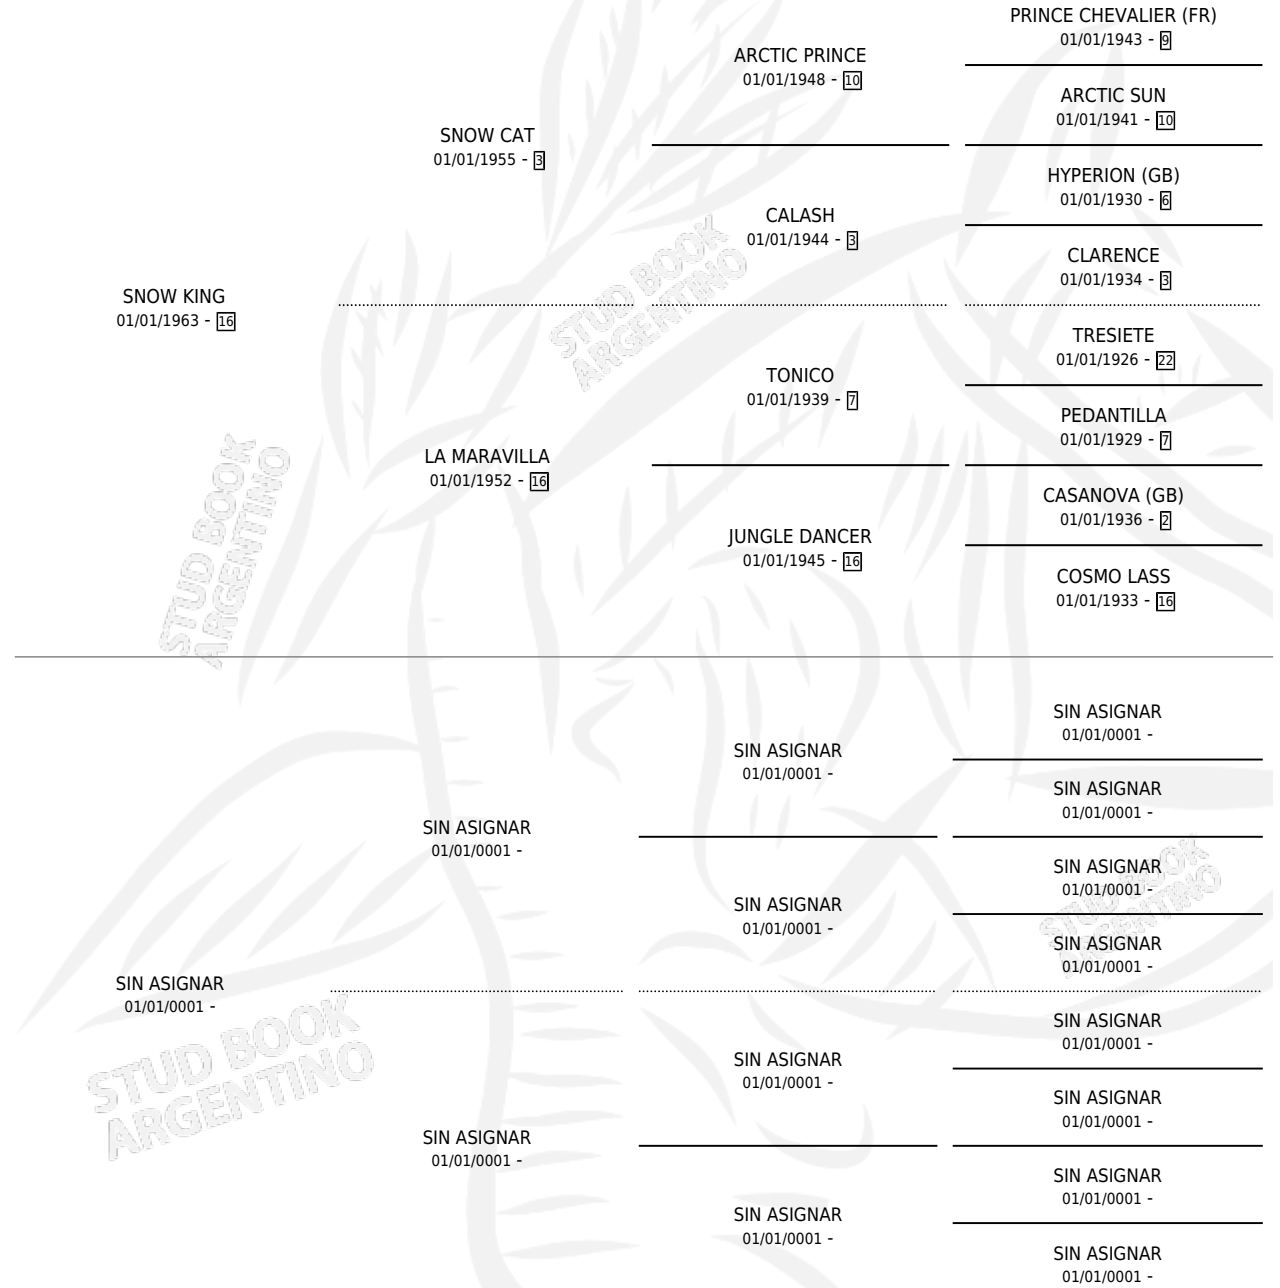 PRINCE CHEVALIER (FR)
01/01/1943 - 9
ARCTIC PRINCE
01/01/1948 - 10
ARCTIC SUN
01/01/1941 - 10
SNOW CAT
01/01/1955 - 3
HYPERION (GB)
01/01/1930 - 6
CALASH
01/01/1944 - 3
CLARENCE
01/01/1934 - 3
SNOW KING
01/01/1963 - 16
TRESIETE
01/01/1926 - 22
TONICO
01/01/1939 - 7
PEDANTILLA
01/01/1929 - 7
LA MARAVILLA
01/01/1952 - 16
CASANOVA (GB)
01/01/1936 - 2
JUNGLE DANCER
01/01/1945 - 16
COSMO LASS
01/01/1933 - 16
SIN ASIGNAR
01/01/0001 -
SIN ASIGNAR
01/01/0001 -
SIN ASIGNAR
01/01/0001 -
SIN ASIGNAR
01/01/0001 -
SIN ASIGNAR
01/01/0001 -
SIN ASIGNAR
01/01/0001 -
SIN ASIGNAR
01/01/0001 -
SIN ASIGNAR
01/01/0001 -
SIN ASIGNAR
01/01/0001 -
SIN ASIGNAR
01/01/0001 -
SIN ASIGNAR
01/01/0001 -
SIN ASIGNAR
01/01/0001 -
SIN ASIGNAR
01/01/0001 -
SIN ASIGNAR
01/01/0001 -
SIN ASIGNAR
01/01/0001 -
STUD BOOK
ARGENTINO
STUD BOOK
ARGENTINO
STUD BOOK
ARGENTINO
STUD BOOK
ARGENTINO